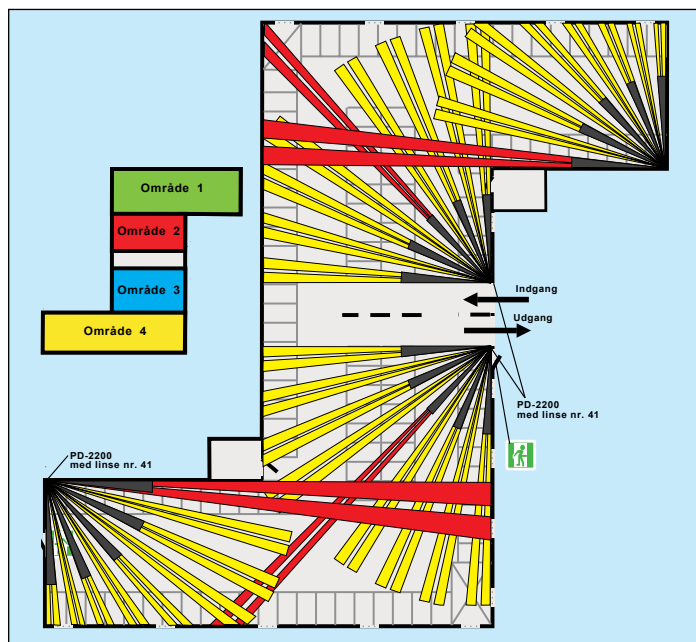 Område 1
Område 2
Område 3
Område 4
Indgang
Udgang
PD-2200
med linse nr. 41
PD-2200
med linse nr. 41